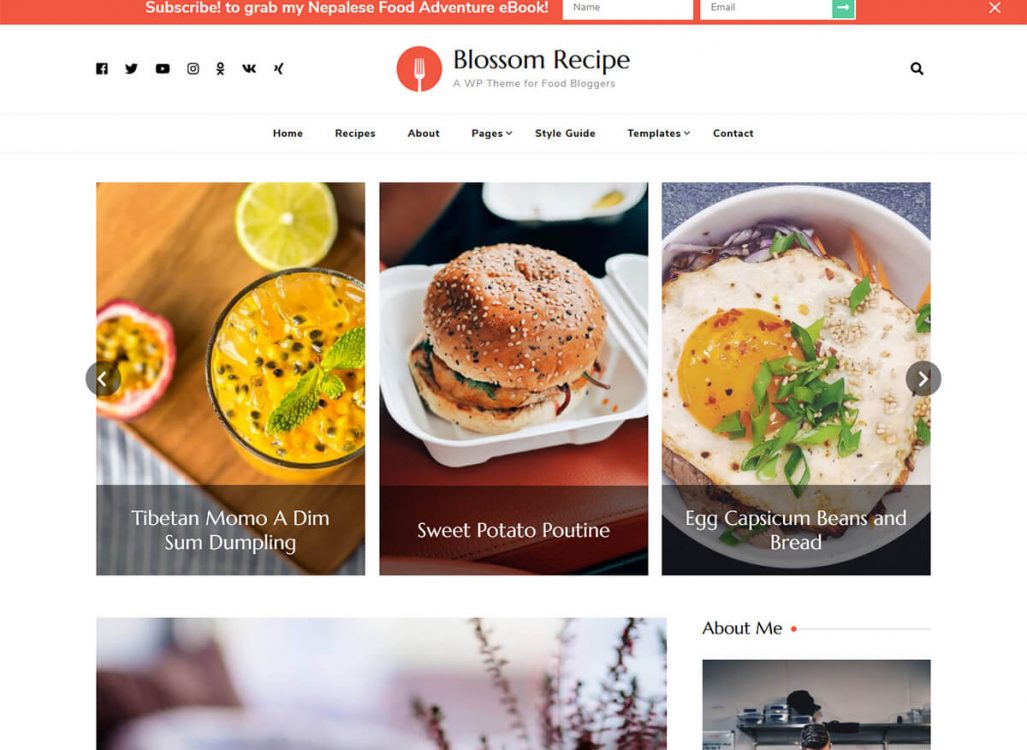 Subscribe! to grab my Nepalese Food Adventure eBook! Name Email
Blossom Recipe
A WP Theme for Food Bloggers
Home Recipes About Pages Style Guide Templates Contact
Tibetan Momo A Dim
Sum Dumpling
Sweet Potato Poutine
Egg Capsicum Beans and
Bread
About Me